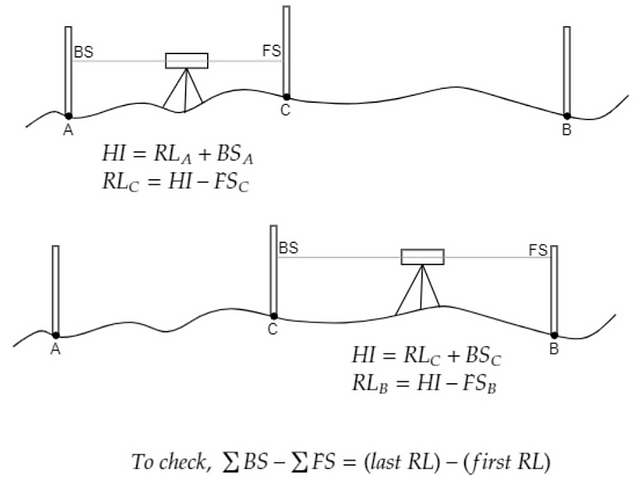 BS
FS
A
C
B
HI = RL_A + BS_A
RL_C = HI − FS_C
BS
FS
A
C
B
HI = RL_C + BS_C
RL_B = HI − FS_B
To check, ∑ BS − ∑ FS = (last RL) − (first RL)